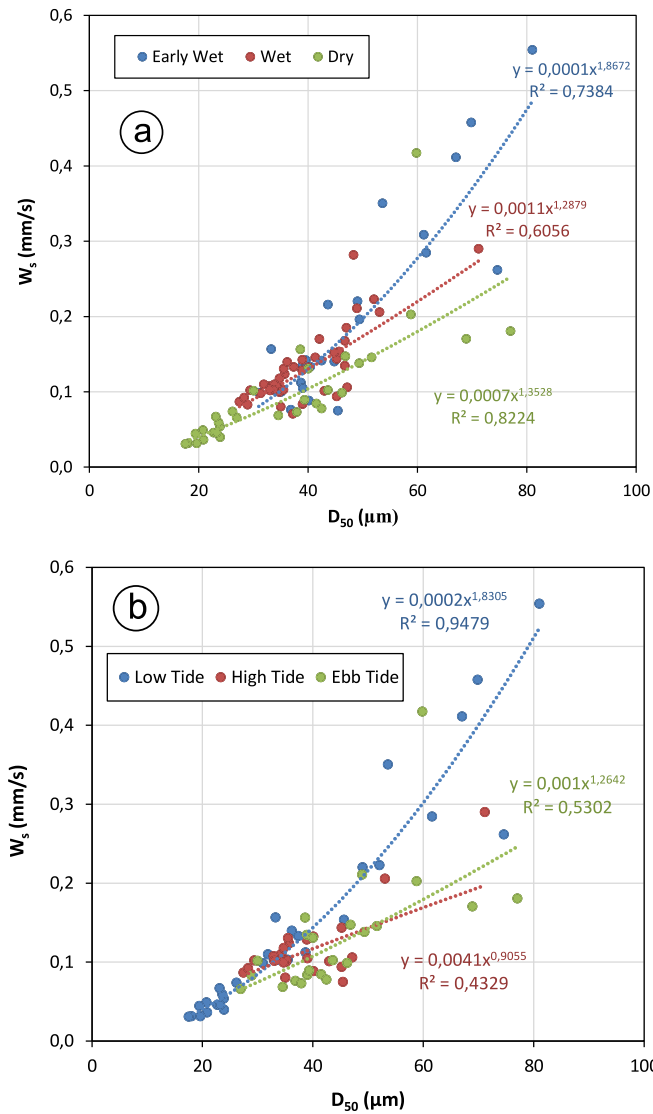 0,6
Early Wet Wet Dry
y = 0,0001x^1,8672
R² = 0,7384
0,5
a
0,4
W_s (mm/s)
y = 0,0011x^1,2879
R² = 0,6056
0,3
0,2
0,1
y = 0,0007x^1,3528
R² = 0,8224
0,0
0 20 40 60 80 100
D_50 (µm)
0,6
b
y = 0,0002x^1,8305
R² = 0,9479
0,5
Low Tide High Tide Ebb Tide
0,4
W_s (mm/s)
y = 0,001x^1,2642
R² = 0,5302
0,3
0,2
0,1
y = 0,0041x^0,9055
R² = 0,4329
0,0
0 20 40 60 80 100
D_50 (µm)